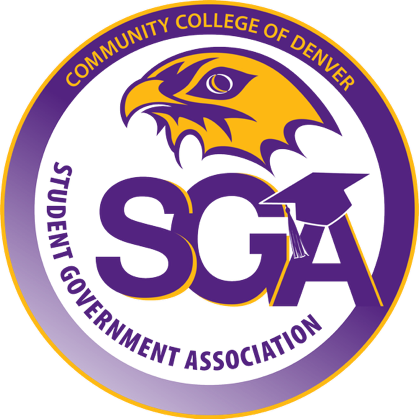 COMMUNITY COLLEGE OF DENVER
SGA
STUDENT GOVERNMENT ASSOCIATION